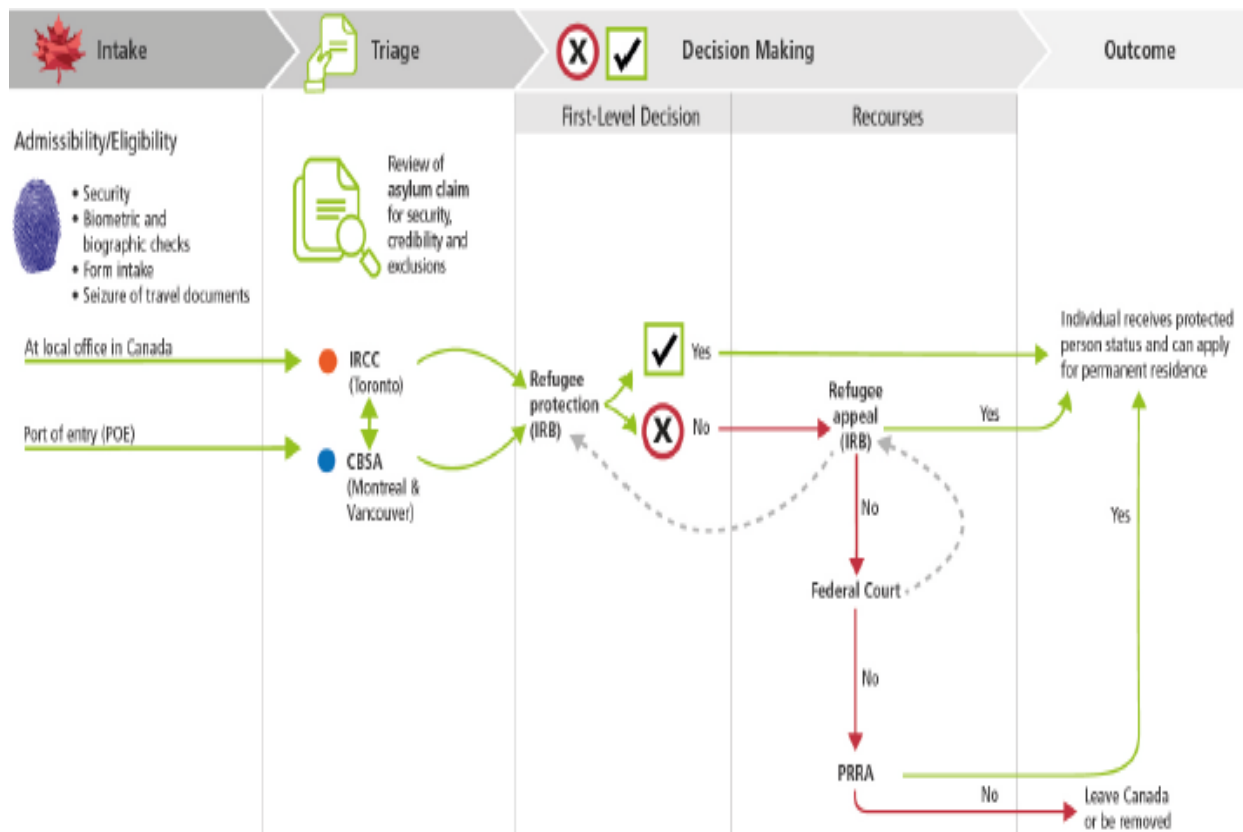 Intake
Triage
Decision Making
Outcome
First-Level Decision
Recourses
Admissibility/Eligibility
• Security
• Biometric and
biographic checks
• Form intake
• Seizure of travel documents
Review of
asylum claim
for security,
credibility and
exclusions
At local office in Canada
IRCC
(Toronto)
Port of entry (POE)
CBSA
(Montreal &
Vancouver)
Refugee
protection
(IRB)
Yes
No
Refugee
appeal
(IRB)
Yes
No
Federal Court
No
PRRA
Yes
No
Individual receives protected
person status and can apply
for permanent residence
Leave Canada
or be removed